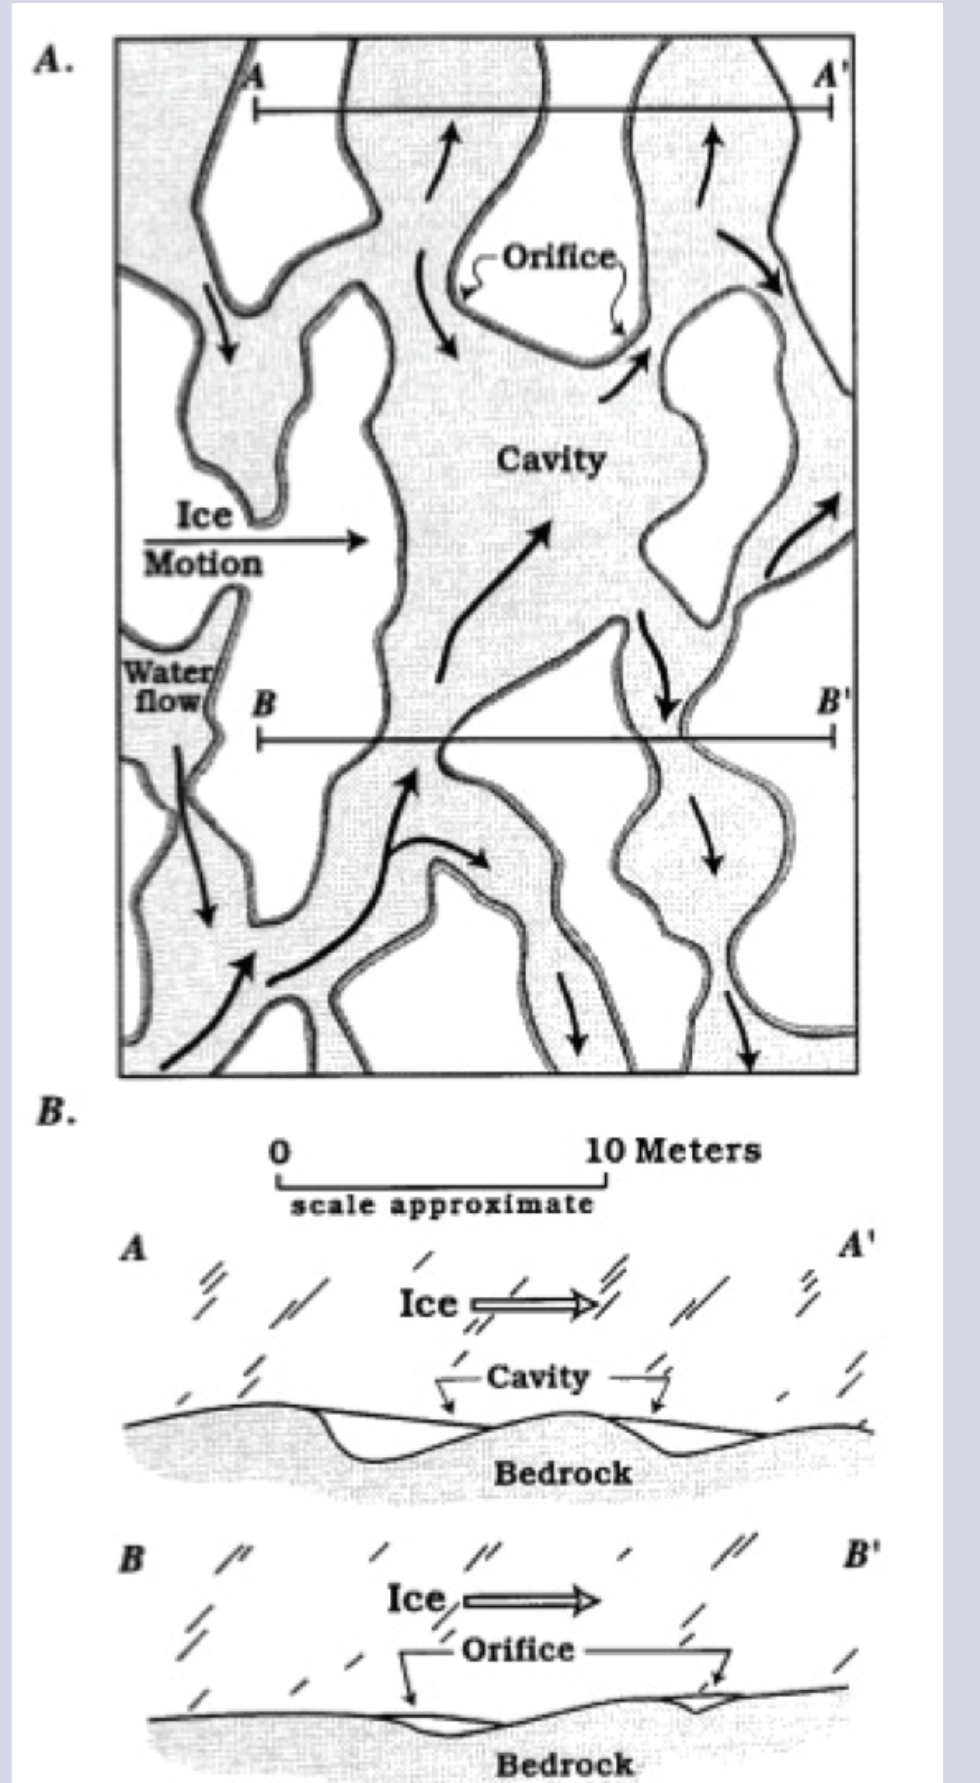 A.
A
A'
Orifice
Cavity
Ice
Motion
Water
flow
B
B'
B.
0
10 Meters
scale approximate
A
A'
Ice
Cavity
Bedrock
B
B'
Ice
Orifice
Bedrock